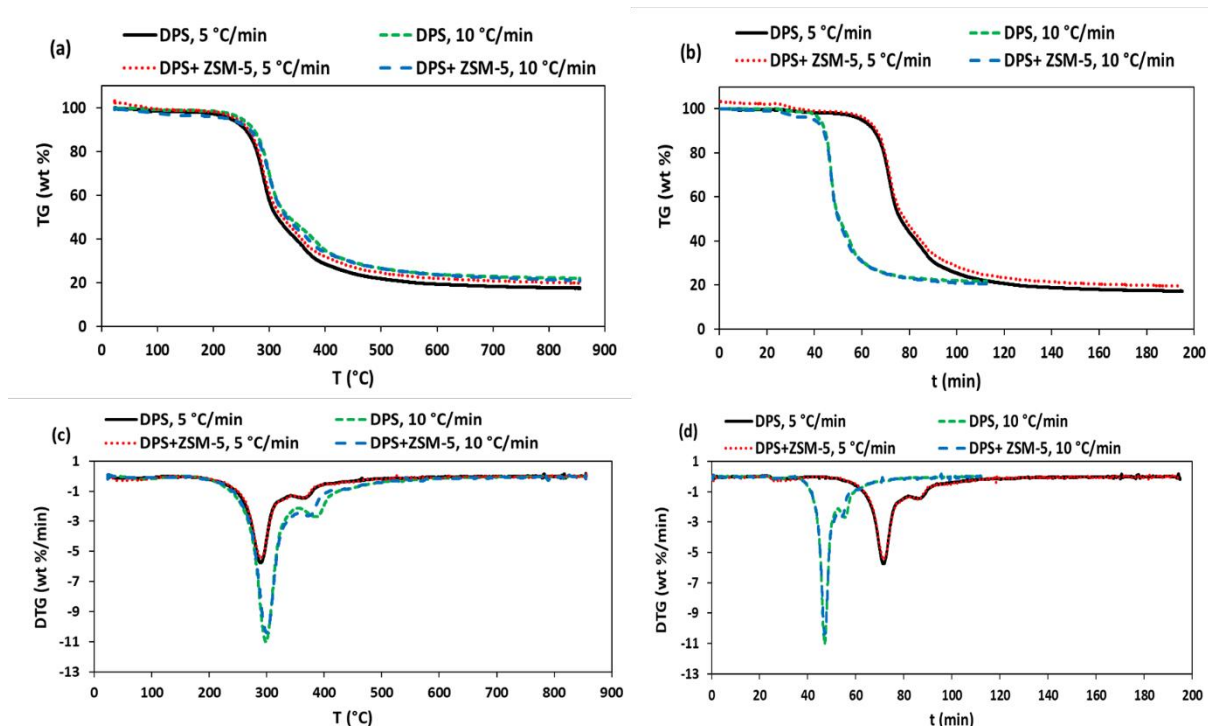 (a)
DPS, 5 °C/min
DPS, 10 °C/min
DPS+ ZSM-5, 5 °C/min
DPS+ ZSM-5, 10 °C/min
TG (wt %)
100
80
60
40
20
0
0 100 200 300 400 500 600 700 800 900
T (°C)
(b)
DPS, 5 °C/min
DPS, 10 °C/min
DPS+ ZSM-5, 5 °C/min
DPS+ ZSM-5, 10 °C/min
TG (wt %)
100
80
60
40
20
0
0 20 40 60 80 100 120 140 160 180 200
t (min)
(c)
DPS, 5 °C/min
DPS, 10 °C/min
DPS+ZSM-5, 5 °C/min
DPS+ZSM-5, 10 °C/min
DTG (wt %/min)
1
-1
-3
-5
-7
-9
-11
-13
0 100 200 300 400 500 600 700 800 900
T (°C)
(d)
DPS, 5 °C/min
DPS, 10 °C/min
DPS+ZSM-5, 5 °C/min
DPS+ ZSM-5, 10 °C/min
DTG (wt %/min)
1
-1
-3
-5
-7
-9
-11
-13
0 20 40 60 80 100 120 140 160 180 200
t (min)